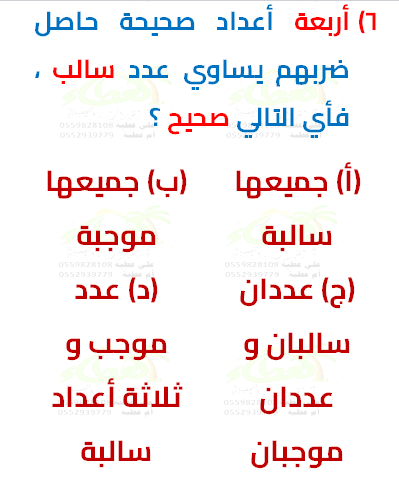 ٦) أربعة أعداد صحيحة حاصل
ضربهم يساوي عدد سالب ،
فأي التالي صحيح ؟
(أ) جميعها
سالبة
(ب) جميعها
موجبة
(ج) عددان
سالبان و
عددان
موجبان
(د) عدد
موجب و
ثلاثة أعداد
سالبة